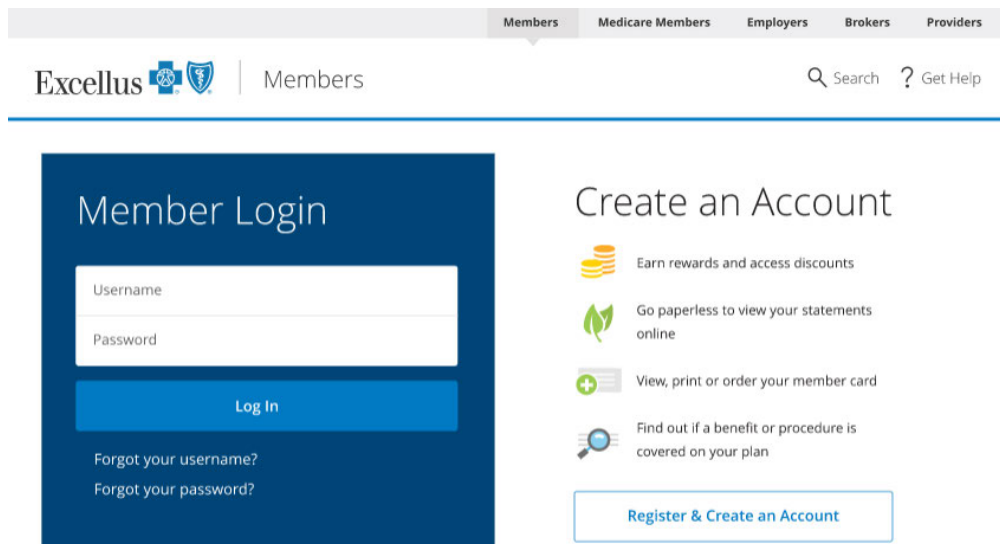 Members Medicare Members Employers Brokers Providers
Excellus Members Search ? Get Help
Member Login
Username
Password
Log In
Forgot your username?
Forgot your password?
Create an Account
Earn rewards and access discounts
Go paperless to view your statements
online
View, print or order your member card
Find out if a benefit or procedure is
covered on your plan
Register & Create an Account